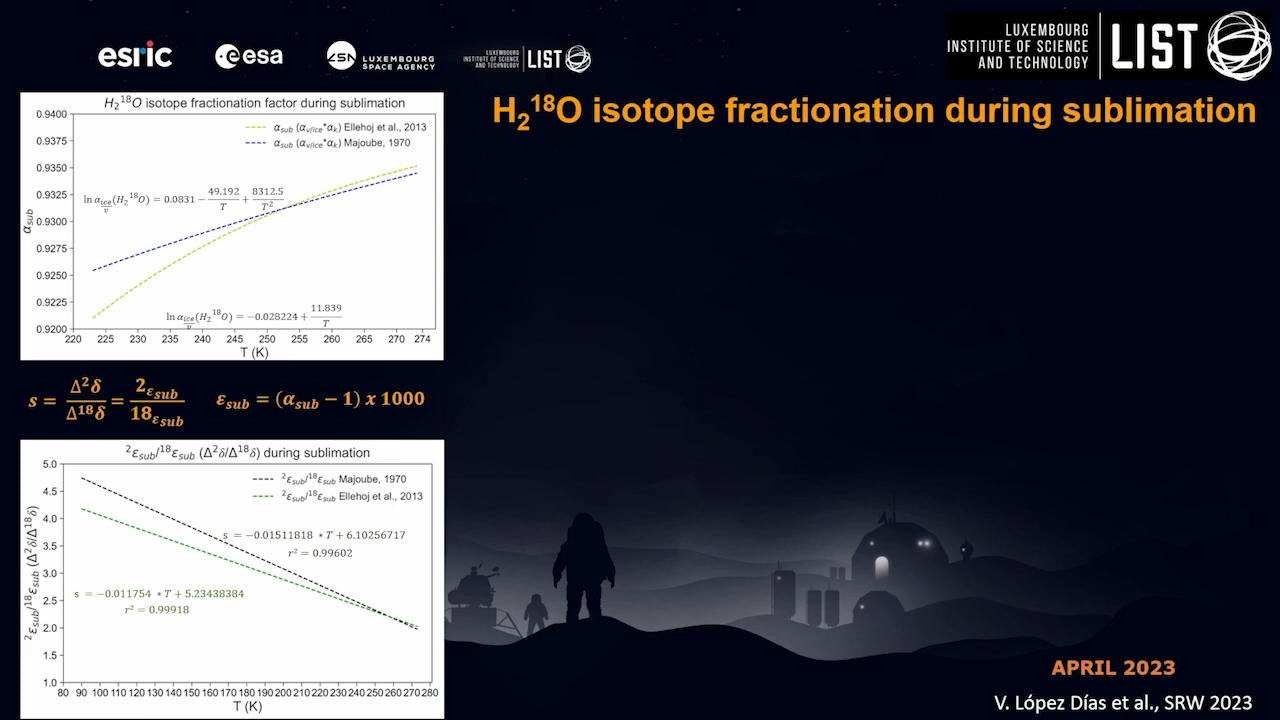 esric
esa
LSA LUXEMBOURG
SPACE AGENCY
LUXEMBOURG
INSTITUTE OF SCIENCE
AND TECHNOLOGY
LIST
LUXEMBOURG
INSTITUTE OF SCIENCE
AND TECHNOLOGY
LIST
H₂¹⁸O isotope fractionation during sublimation
H₂¹⁸O isotope fractionation factor during sublimation
α_sub (α_v/ice*α_k) Ellehoj et al., 2013
α_sub (α_v/ice*α_k) Majoube, 1970
ln α_ice/v (H₂¹⁸O) = 0.0831 − 49.192/T + 8312.5/T²
ln α_ice/v (H₂¹⁸O) = −0.028224 + 11.839/T
α_sub
0.9400
0.9375
0.9350
0.9325
0.9300
0.9275
0.9250
0.9225
0.9200
220 225 230 235 240 245 250 255 260 265 270 274
T (K)
s = Δ²δ/Δ¹⁸δ = 2ε_sub/18ε_sub
ε_sub = (α_sub − 1) x 1000
²ε_sub/¹⁸ε_sub (Δ²δ/Δ¹⁸δ) during sublimation
²ε_sub/¹⁸ε_sub Majoube, 1970
²ε_sub/¹⁸ε_sub Ellehoj et al., 2013
s = −0.01511818 * T + 6.10256717
r² = 0.99602
s = −0.011754 * T + 5.23438384
r² = 0.99918
²ε_sub/¹⁸ε_sub (Δ²δ/Δ¹⁸δ)
5.0
4.5
4.0
3.5
3.0
2.5
2.0
1.5
1.0
80 90 100 110 120 130 140 150 160 170 180 190 200 210 220 230 240 250 260 270 280
T (K)
APRIL 2023
V. López Días et al., SRW 2023